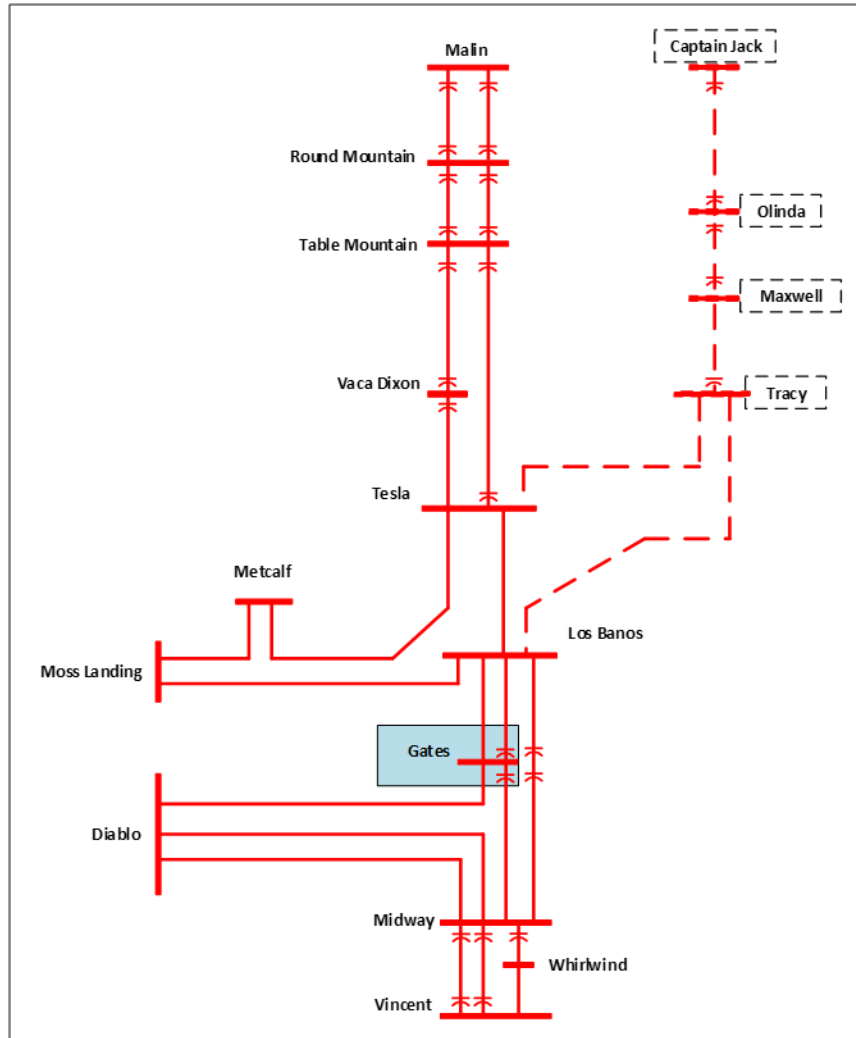 Malin
Captain Jack
Round Mountain
Olinda
Table Mountain
Maxwell
Vaca Dixon
Tracy
Tesla
Metcalf
Los Banos
Moss Landing
Gates
Diablo
Midway
Whirlwind
Vincent